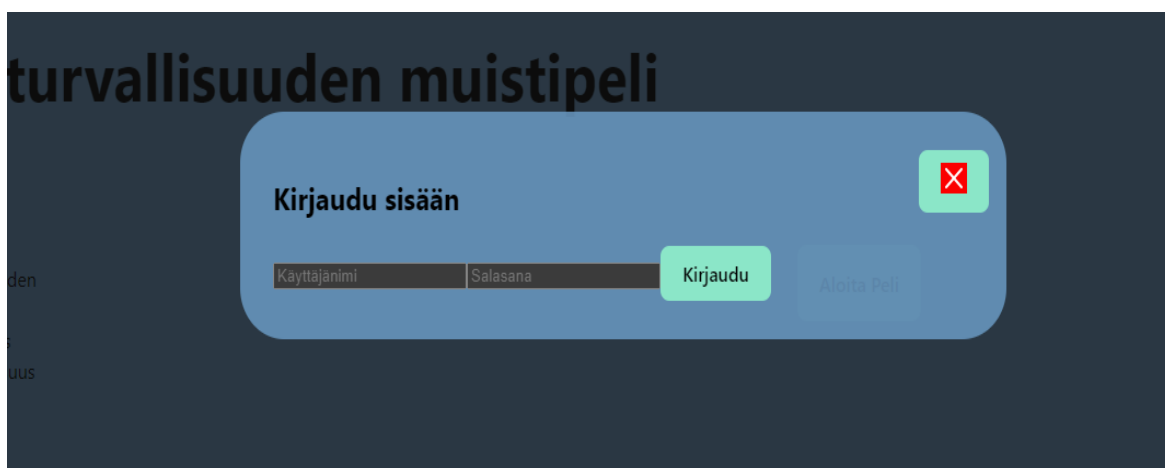 turvallisuuden muistipeli
Kirjaudu sisään
Käyttäjänimi Salasana Kirjaudu Aloita Peli
den
s
uus